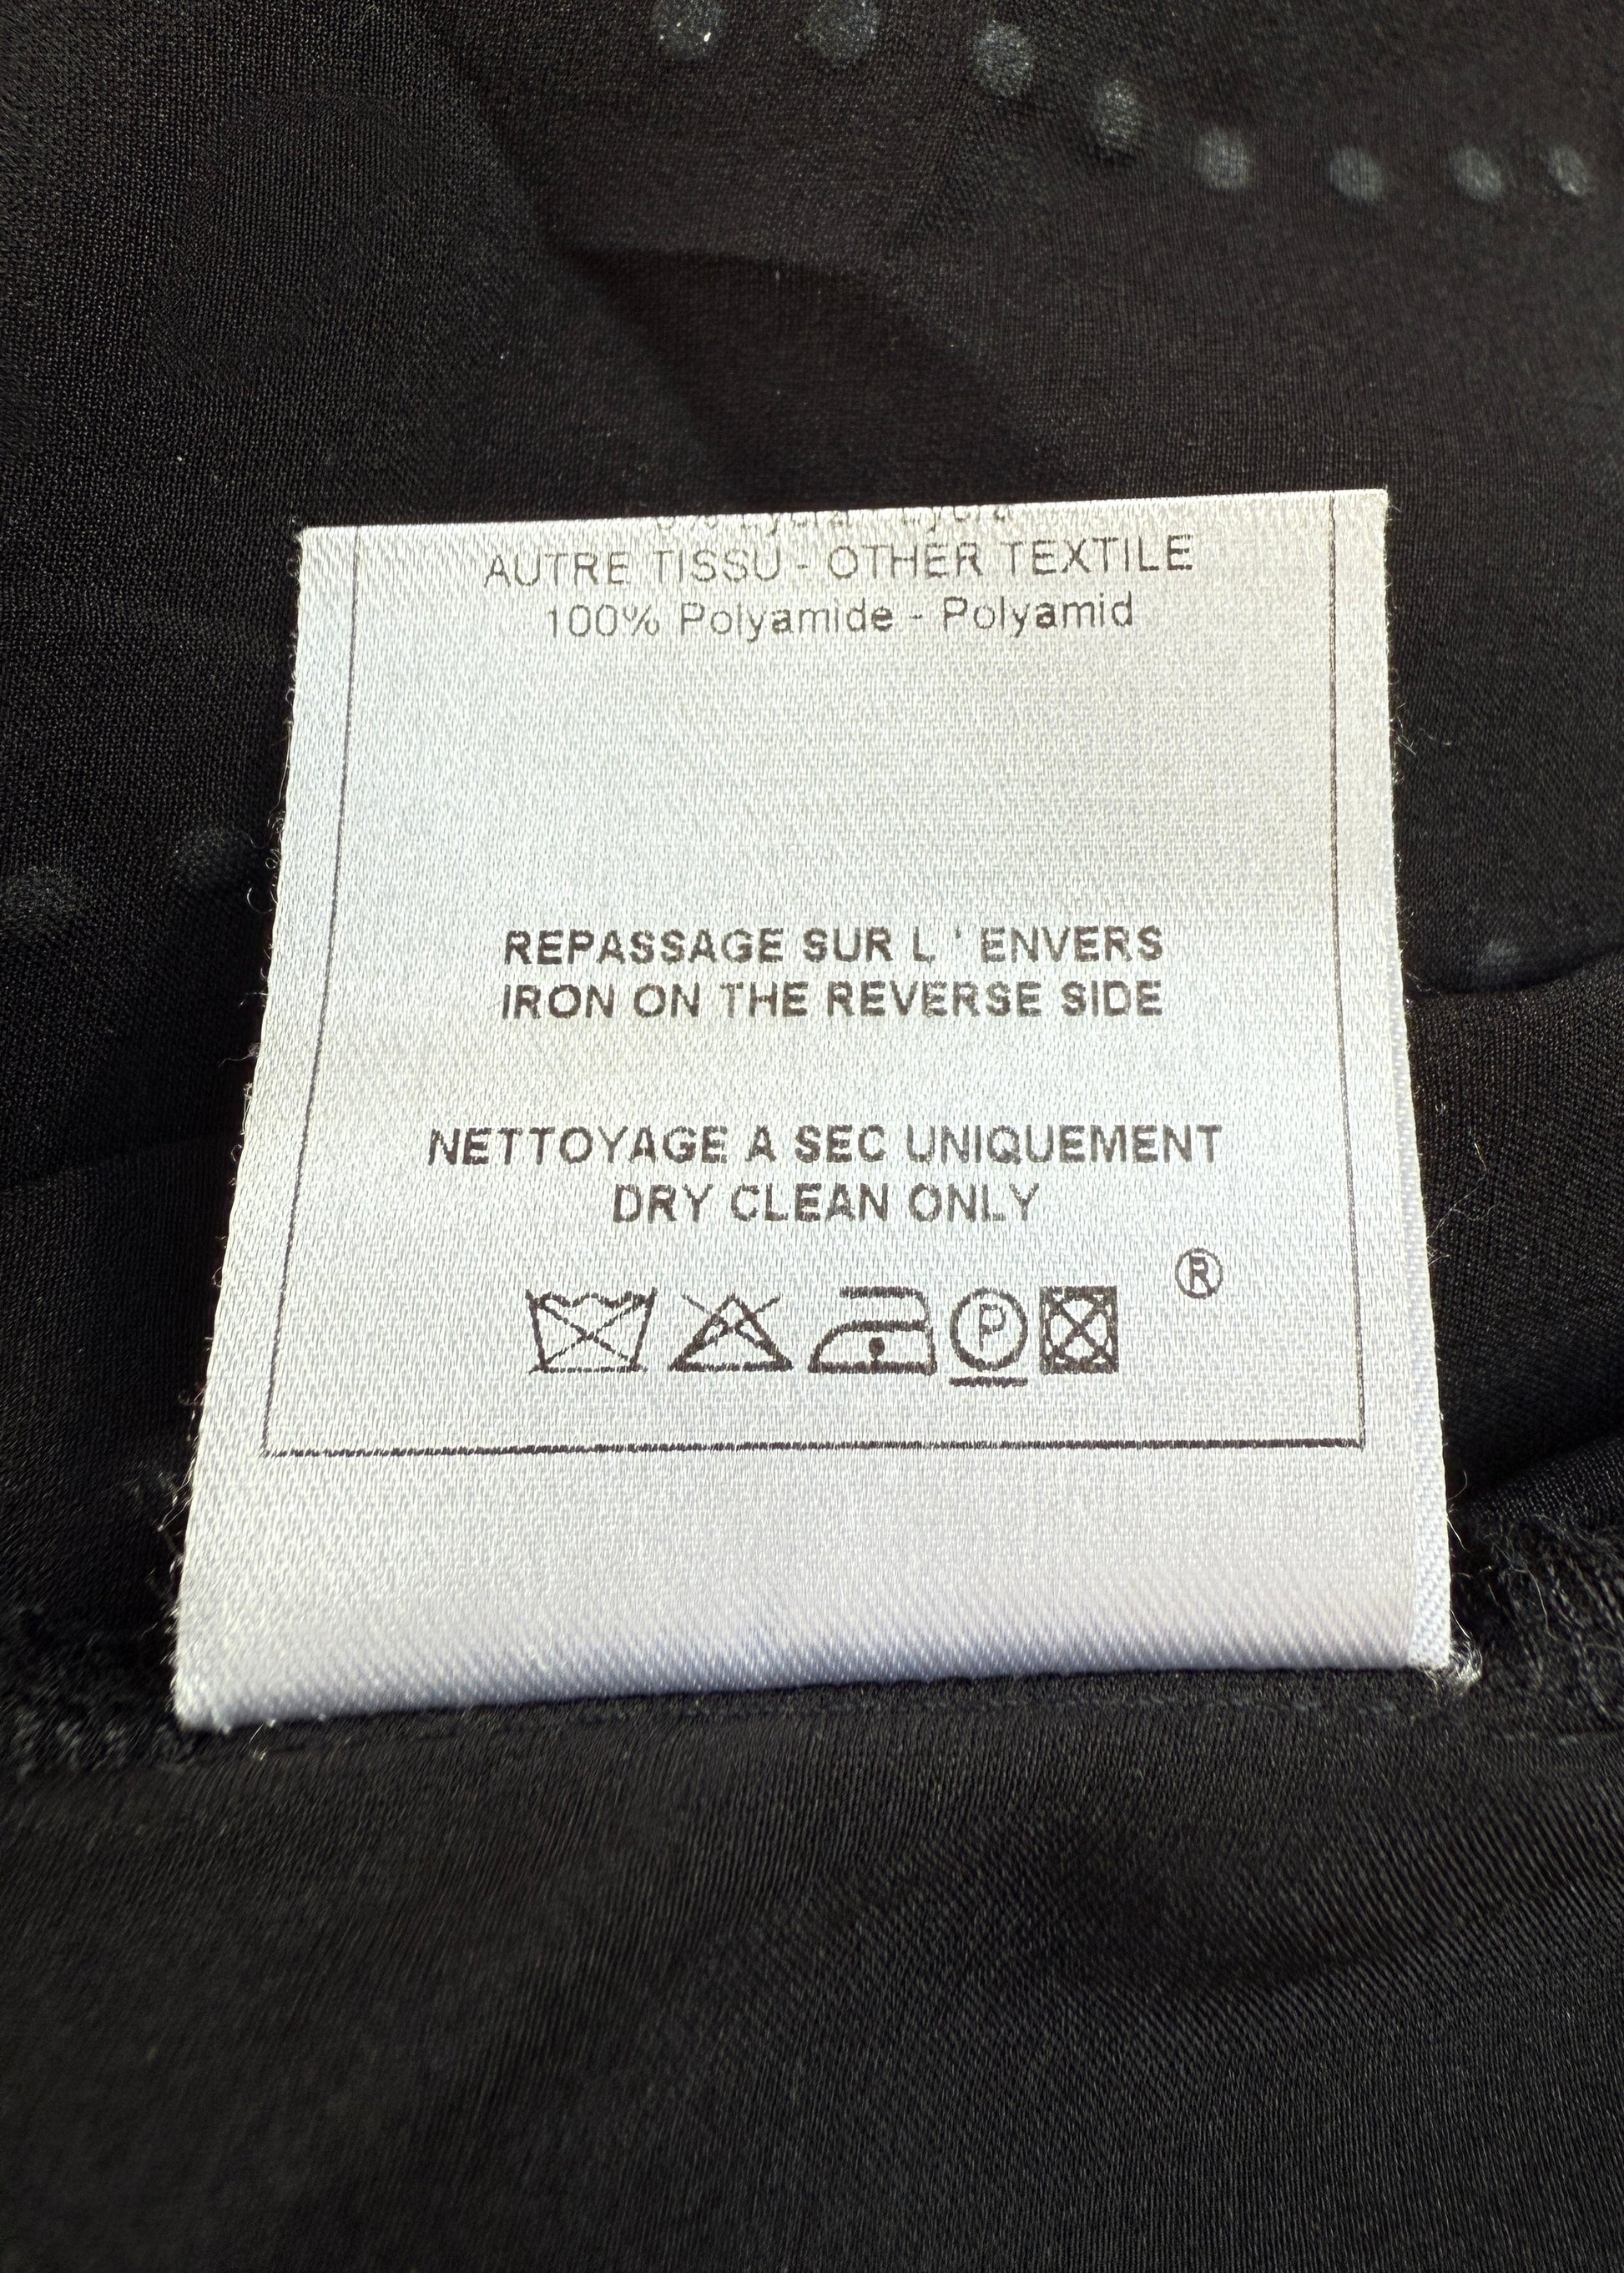 AUTRE TISSU - OTHER TEXTILE
100% Polyamide - Polyamid
REPASSAGE SUR L ' ENVERS
IRON ON THE REVERSE SIDE
NETTOYAGE A SEC UNIQUEMENT
DRY CLEAN ONLY
®
P